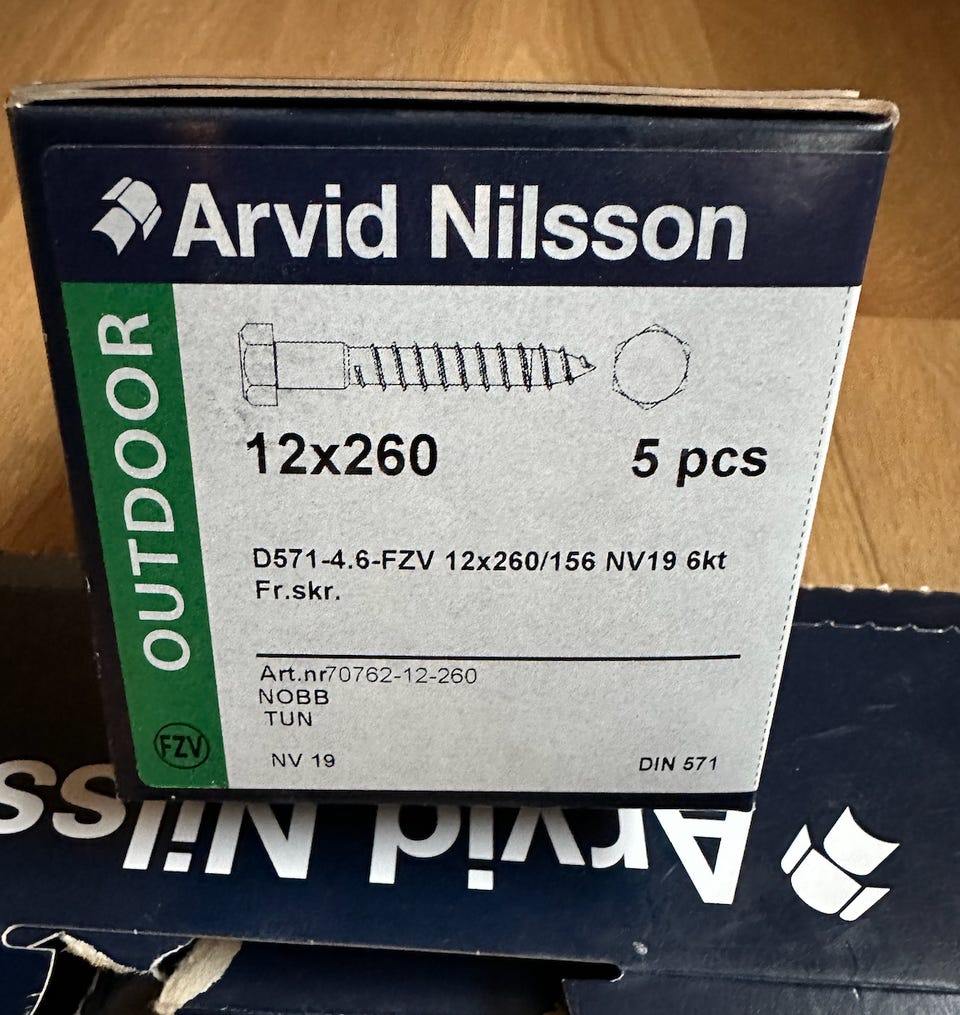 Arvid Nilsson
OUTDOOR
12x260 5 pcs
D571-4.6-FZV 12x260/156 NV19 6kt
Fr.skr.
Art.nr70762-12-260
NOBB
TUN
NV 19 DIN 571
FZV
Arvid Nilss